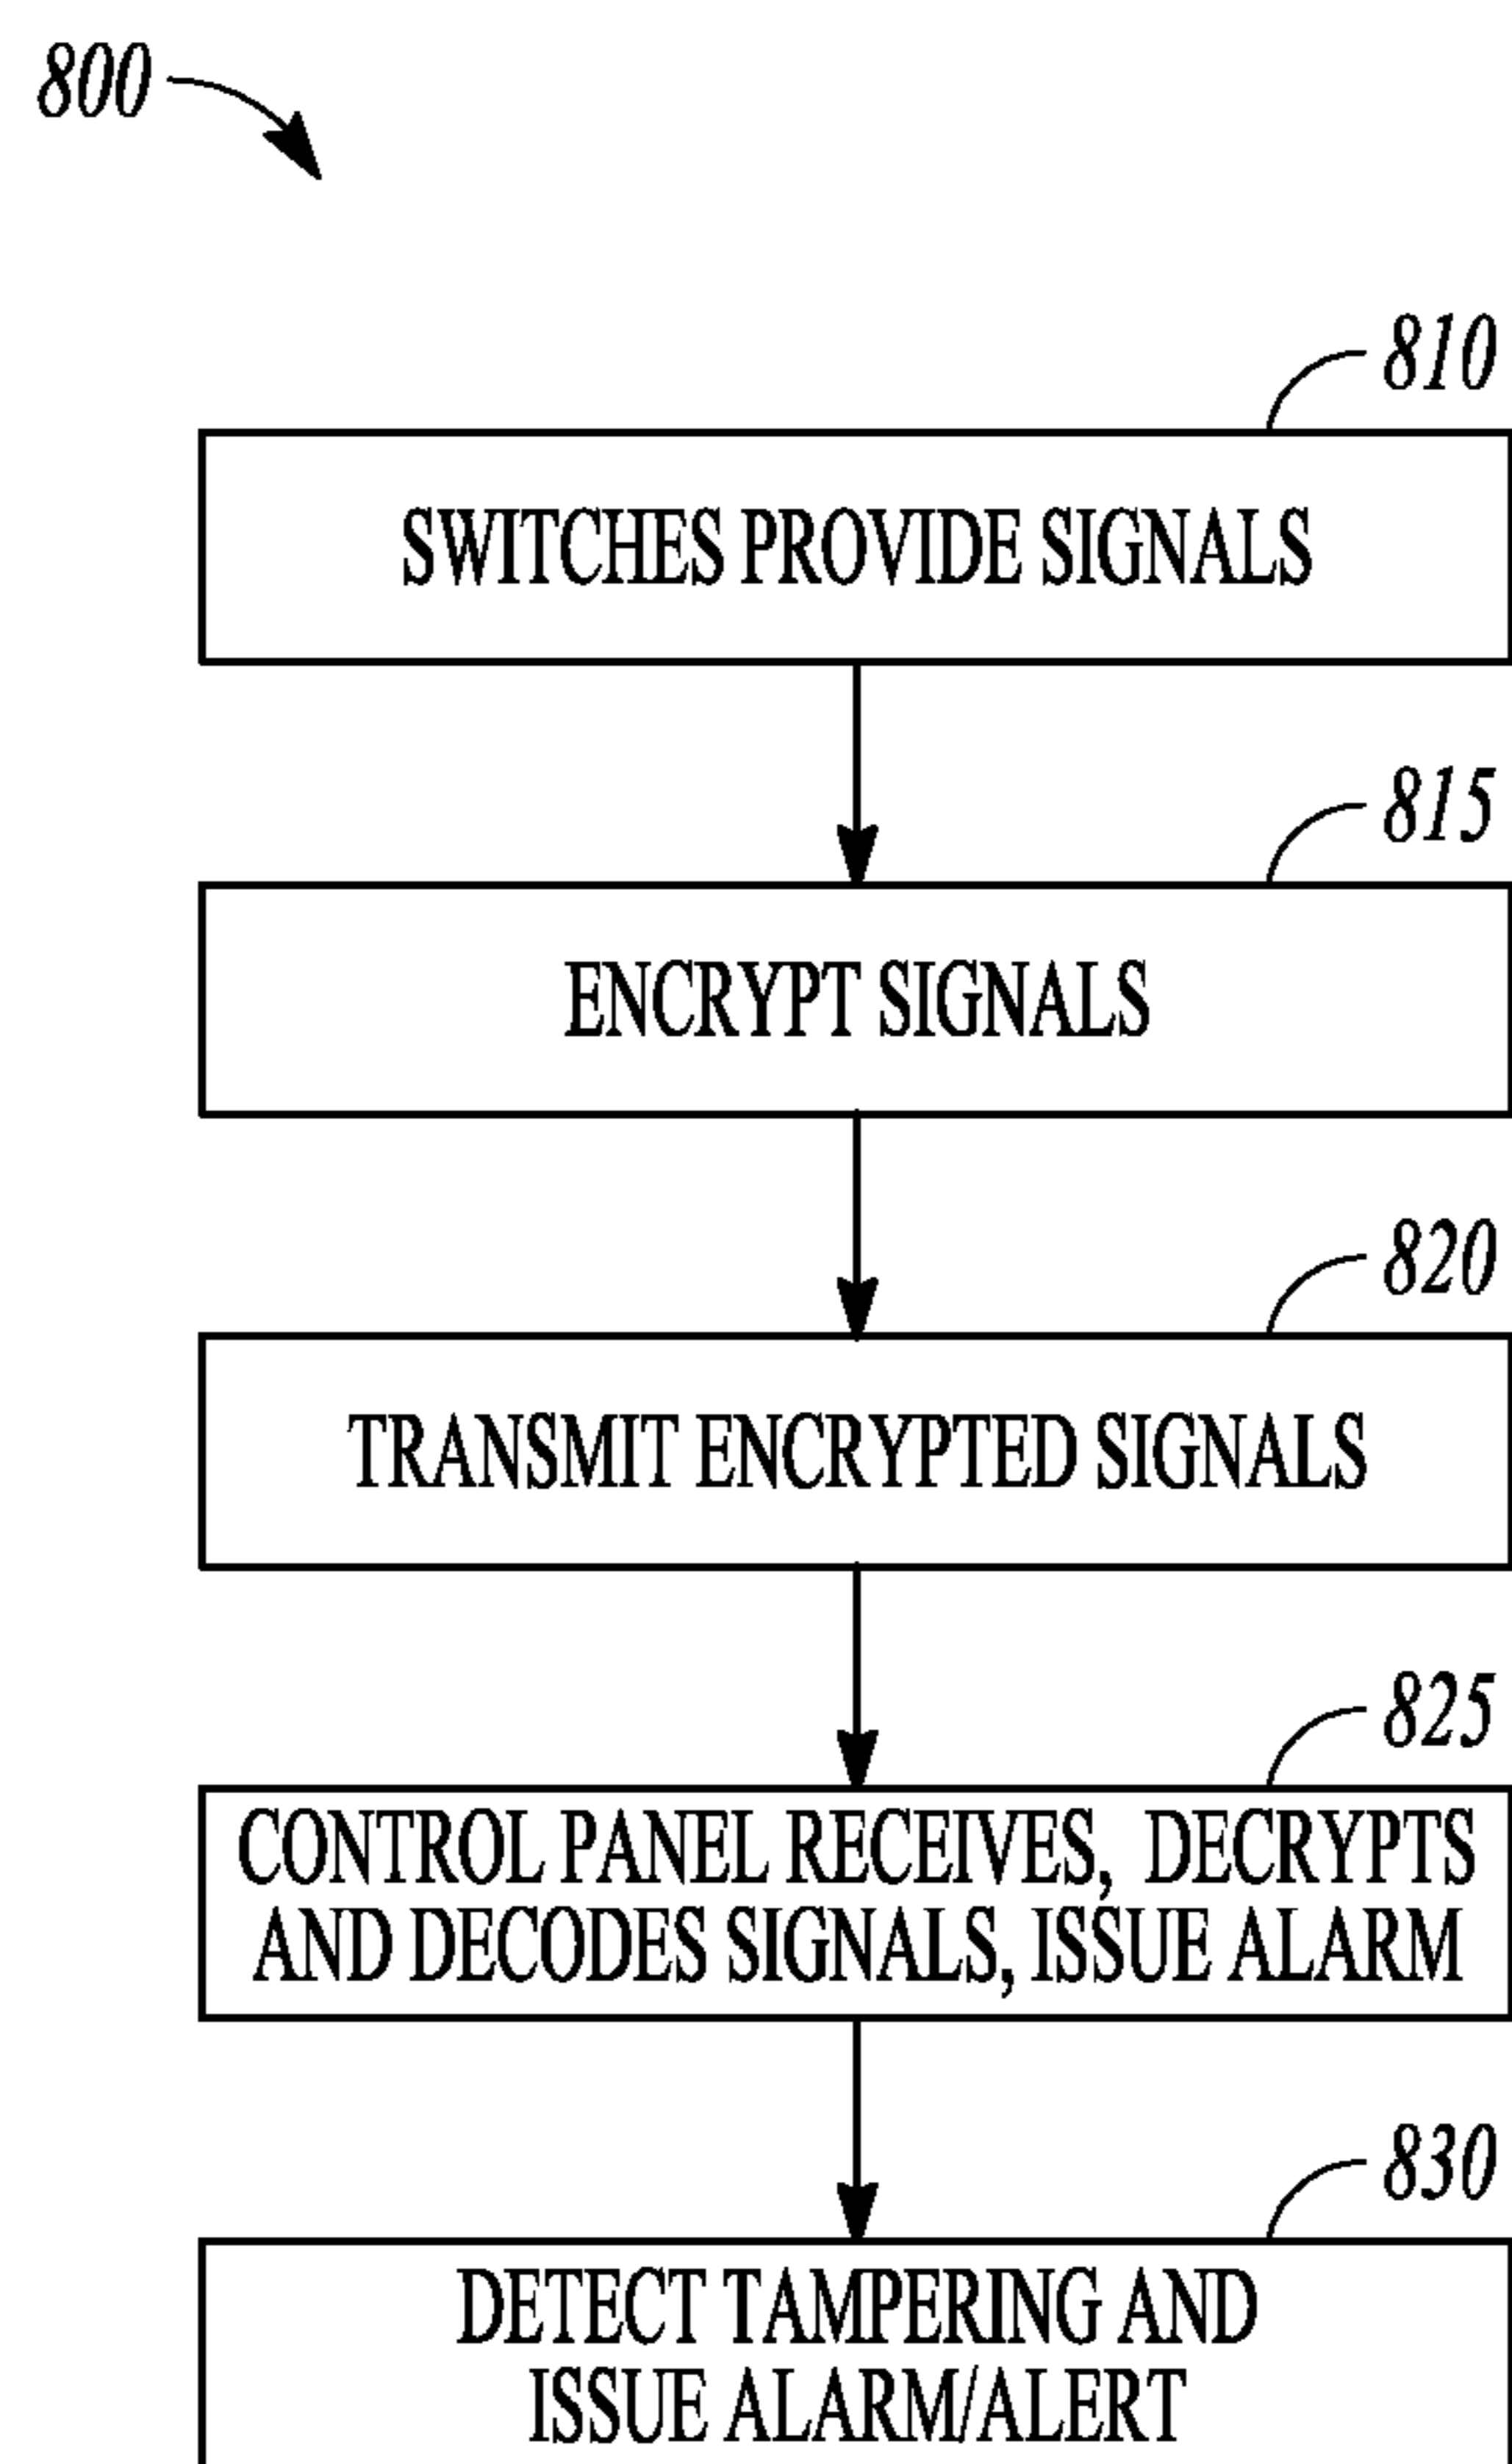 800
810
SWITCHES PROVIDE SIGNALS
815
ENCRYPT SIGNALS
820
TRANSMIT ENCRYPTED SIGNALS
825
CONTROL PANEL RECEIVES, DECRYPTS
AND DECODES SIGNALS, ISSUE ALARM
830
DETECT TAMPERING AND
ISSUE ALARM/ALERT